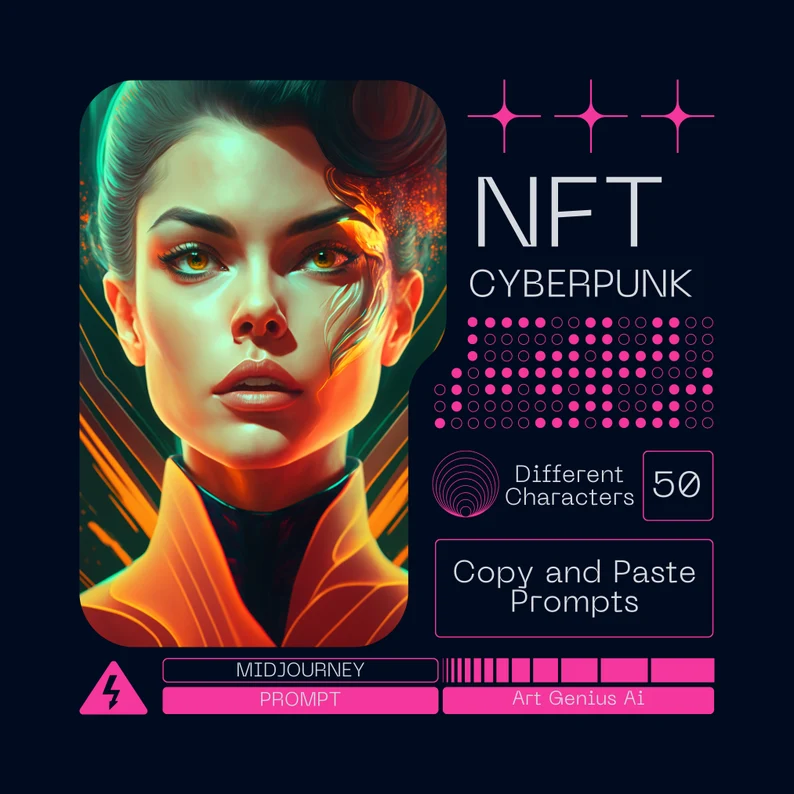 NFT
CYBERPUNK
Different
Characters
50
Copy and Paste
Prompts
MIDJOURNEY
PROMPT
Art Genius Ai